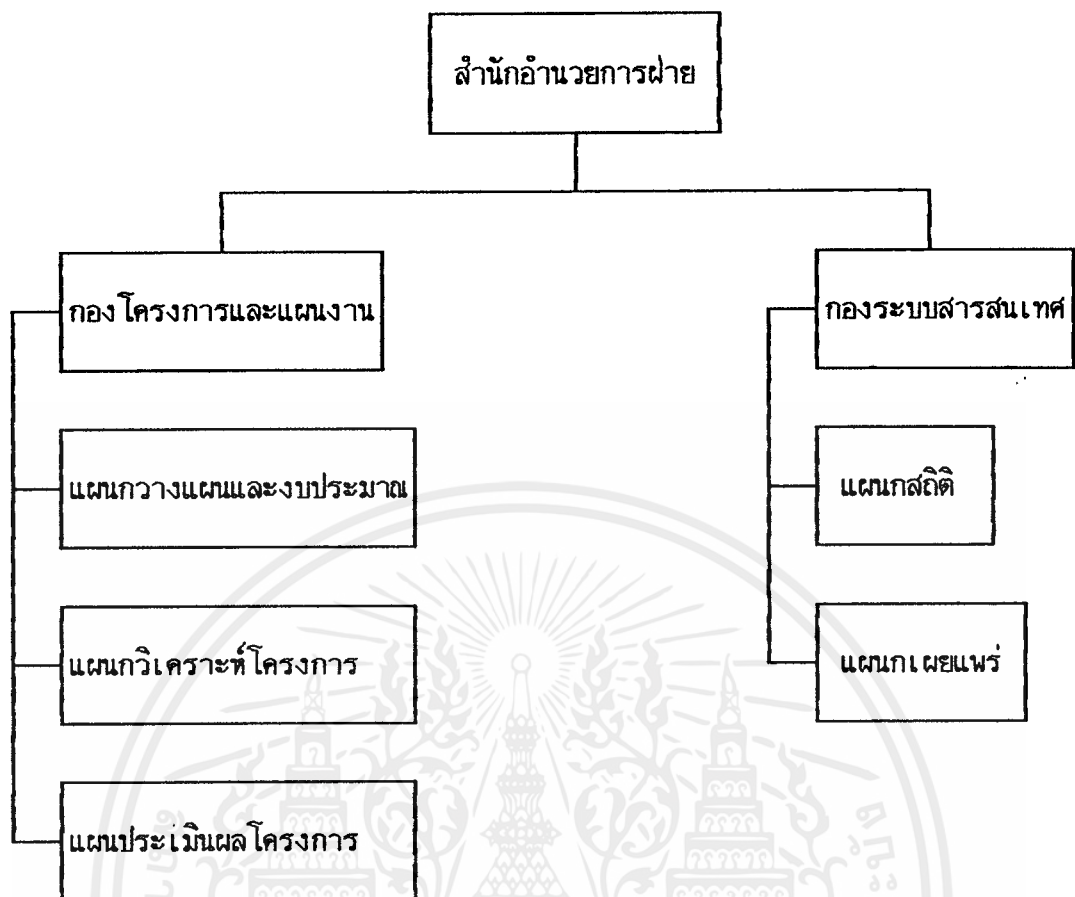 สำนักอำนวยการฝ่าย
กองโครงการและแผนงาน
แผนกวางแผนและงบประมาณ
แผนกวิเคราะห์โครงการ
แผนประเมินผลโครงการ
กองระบบสารสนเทศ
แผนกสถิติ
แผนกเผยแพร่